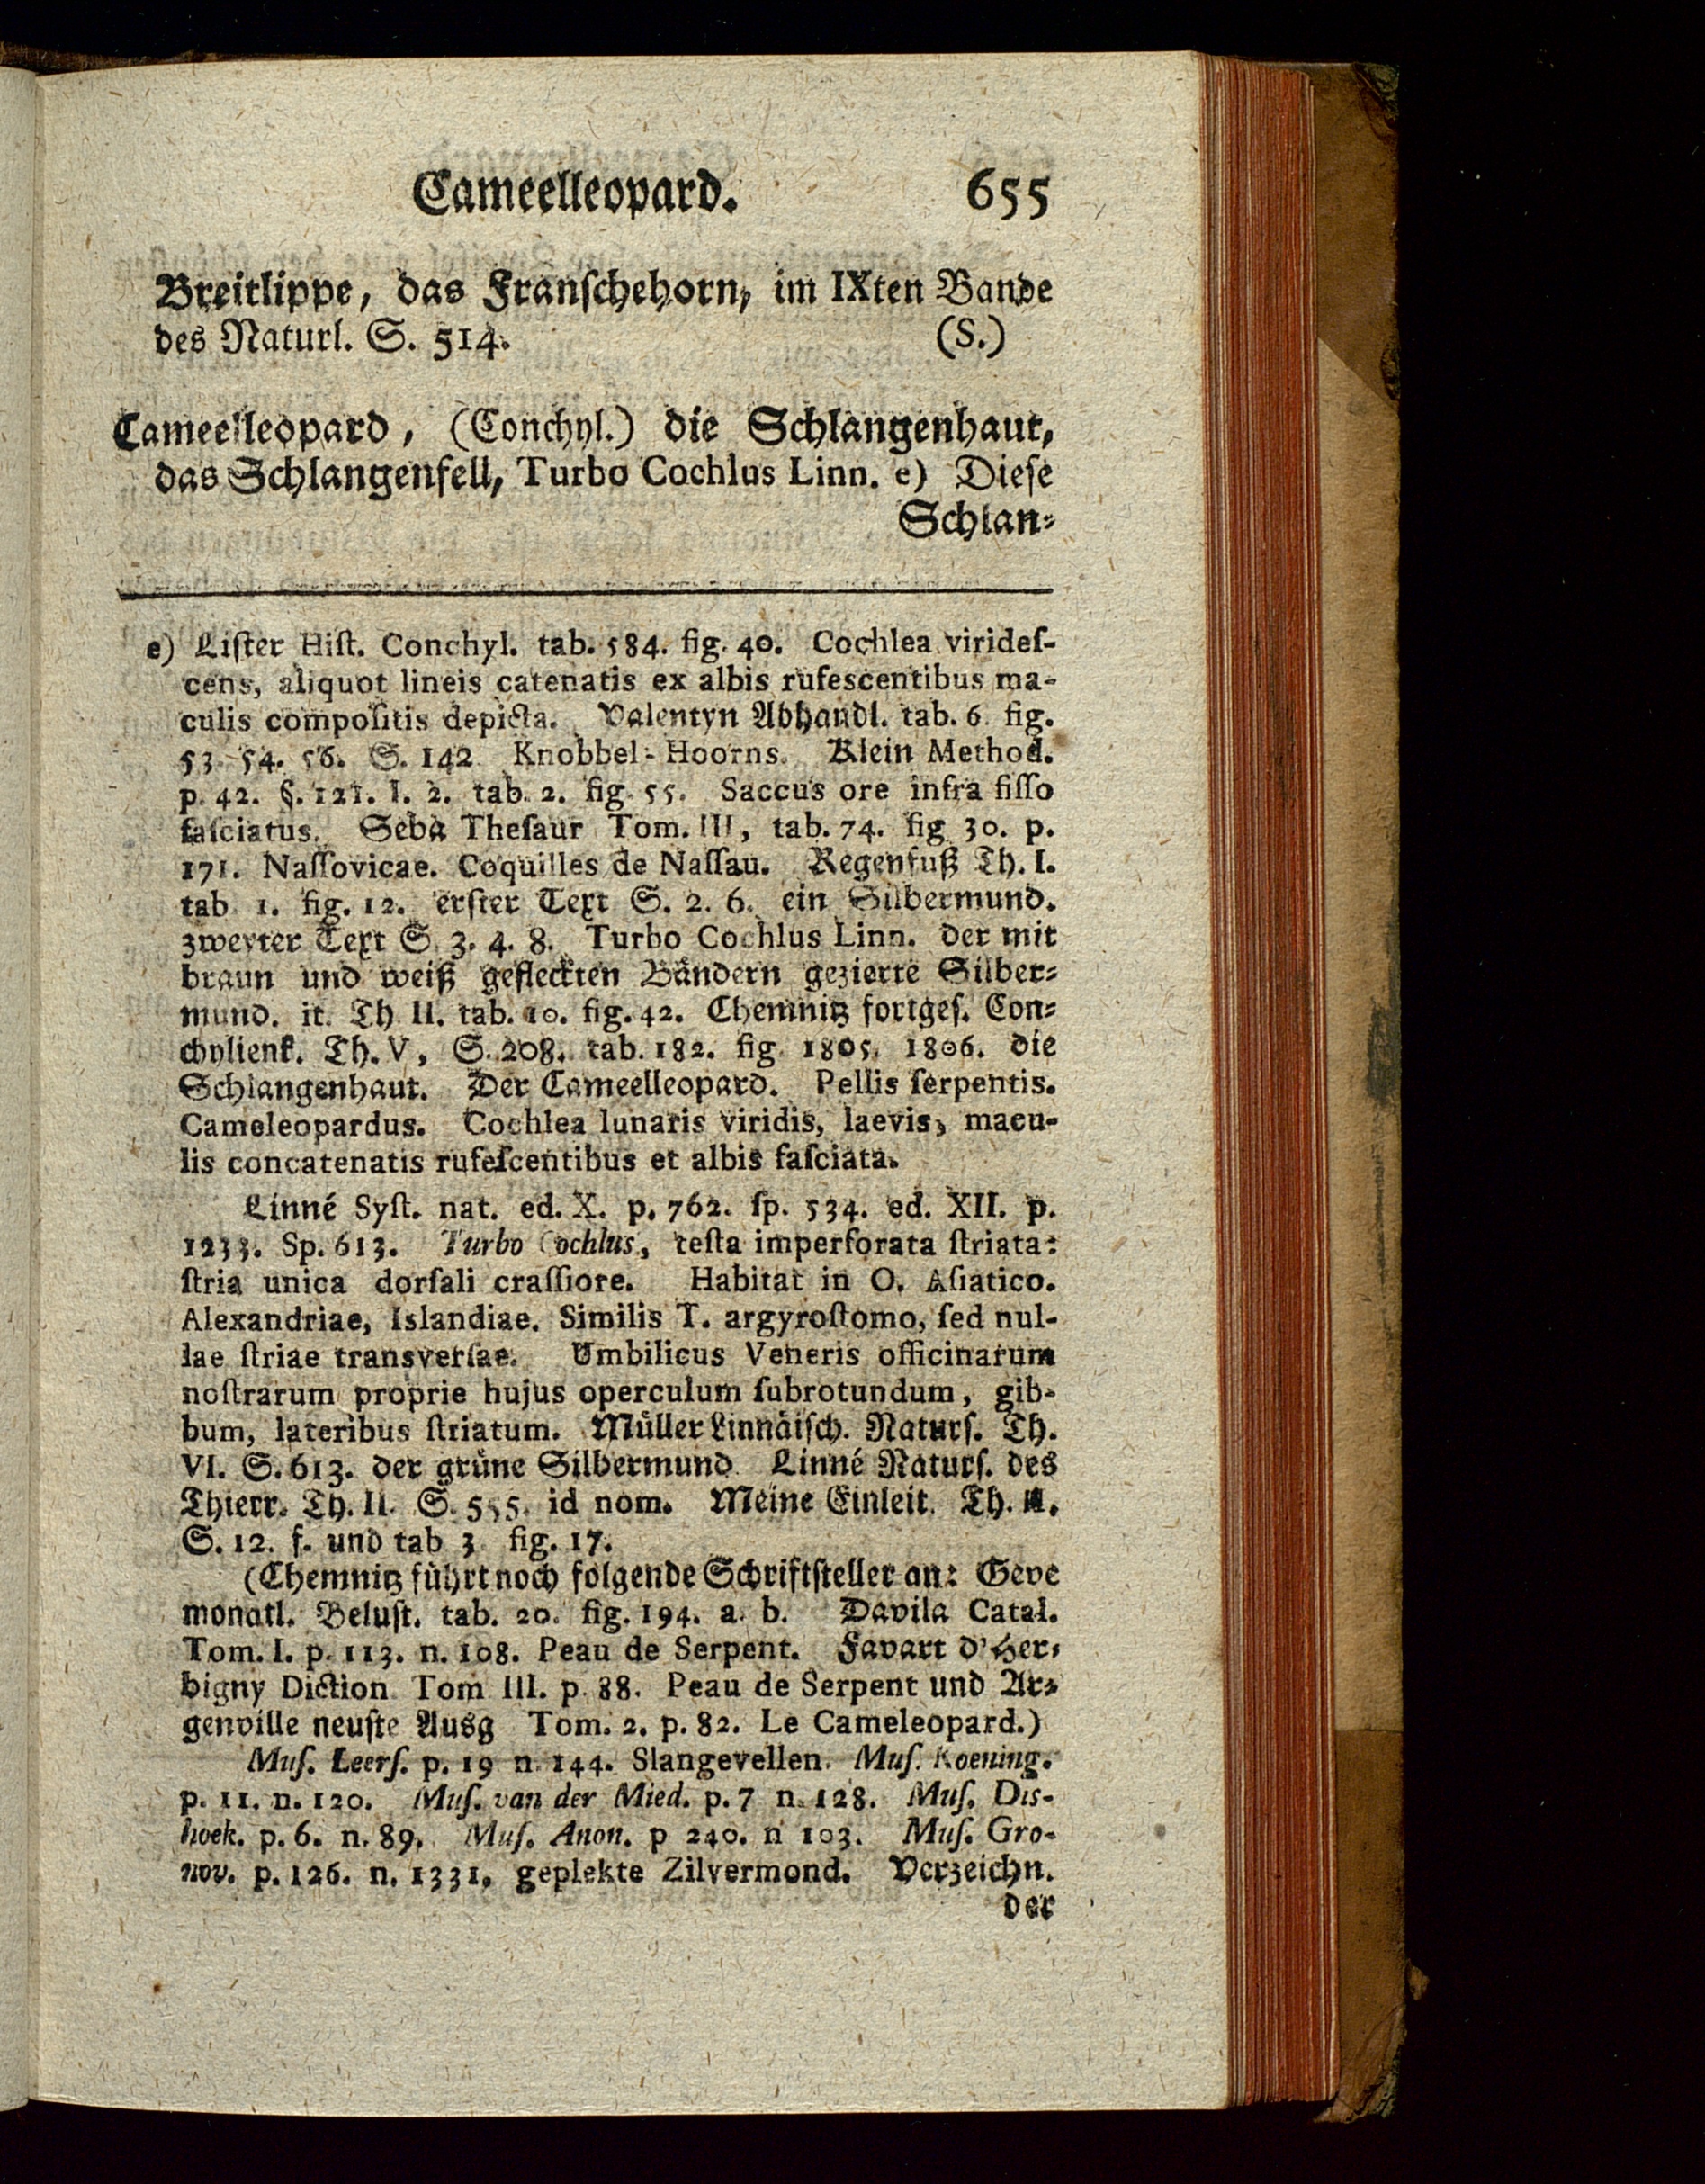 Cameelleopard. 655
Breitlippe, das Franſchehorn, im IXten Bande
des Naturl. S. 514. (S.)
Cameelleopard, (Conchyl.) die Schlangenhaut,
das Schlangenfell, Turbo Cochlus Linn. e) Dieſe
Schlan-
e) Liſter Hiſt. Conchyl. tab. 584. fig. 40. Cochlea virideſ-
cens, aliquot lineis catenatis ex albis rufescentibus ma-
culis compoſitis depicta. Valentyn Abhandl. tab. 6. fig.
53. 54. 56. S. 142 Knobbel-Hoorns. Klein Method.
p. 42. §. 121. l. 2. tab. 2. fig. 55. Saccus ore infra fiſſo
faſciatus. Seba Theſaur Tom. III, tab. 74. fig 30. p.
171. Naſſovicae. Coquilles de Naſſau. Regenfuß Th. I.
tab 1. fig. 12. erſter Text S. 2. 6. ein Silbermund.
zweyter Text S. 3. 4. 8. Turbo Cochlus Linn. der mit
braun und weiß gefleckten Bändern gezierte Silber-
mund. it. Th II. tab. 10. fig. 42. Chemnitz fortgeſ. Con-
chylienk. Th. V, S. 208. tab. 182. fig. 1805. 1806. die
Schlangenhaut. Der Cameelleopard. Pellis ſerpentis.
Cameleopardus. Cochlea lunaris viridis, laevis, macu-
lis concatenatis rufeſcentibus et albis faſciata.
Linné Syſt. nat. ed. X. p. 762. ſp. 534. ed. XII. p.
1233. Sp. 613. Turbo Cochlus, teſta imperforata ſtriata:
ſtria unica dorſali craſſiore. Habitat in O. Aſiatico.
Alexandriae, Islandiae. Similis T. argyroſtomo, ſed nul-
lae ſtriae transverſae. Umbilicus Veneris officinarum
noſtrarum proprie hujus operculum ſubrotundum, gib-
bum, lateribus ſtriatum. Müller Linnäiſch. Naturſ. Th.
VI. S. 613. der grüne Silbermund Linné Naturſ. des
Thierr. Th. II. S. 555. id nom. Meine Einleit. Th. II.
S. 12. f. und tab 3 fig. 17.
(Chemnitz führt noch folgende Schriftſteller an: Geve
monatl. Beluſt. tab. 20. fig. 194. a. b. Davila Catal.
Tom. I. p. 113. n. 108. Peau de Serpent. Favart d'Her-
bigny Diction Tom III. p. 88. Peau de Serpent und Ar-
genville neuſte Ausg Tom. 2. p. 82. Le Cameleopard.)
Muſ. Leerſ. p. 19 n. 144. Slangevellen. Muſ. Koening.
p. 11. n. 120. Muſ. van der Mied. p. 7 n. 128. Muſ. Dis-
hoek. p. 6. n. 89. Muſ. Anon. p 240. n 103. Muſ. Gro-
nov. p. 126. n. 1331. geplekte Zilvermond. Verzeichn.
der